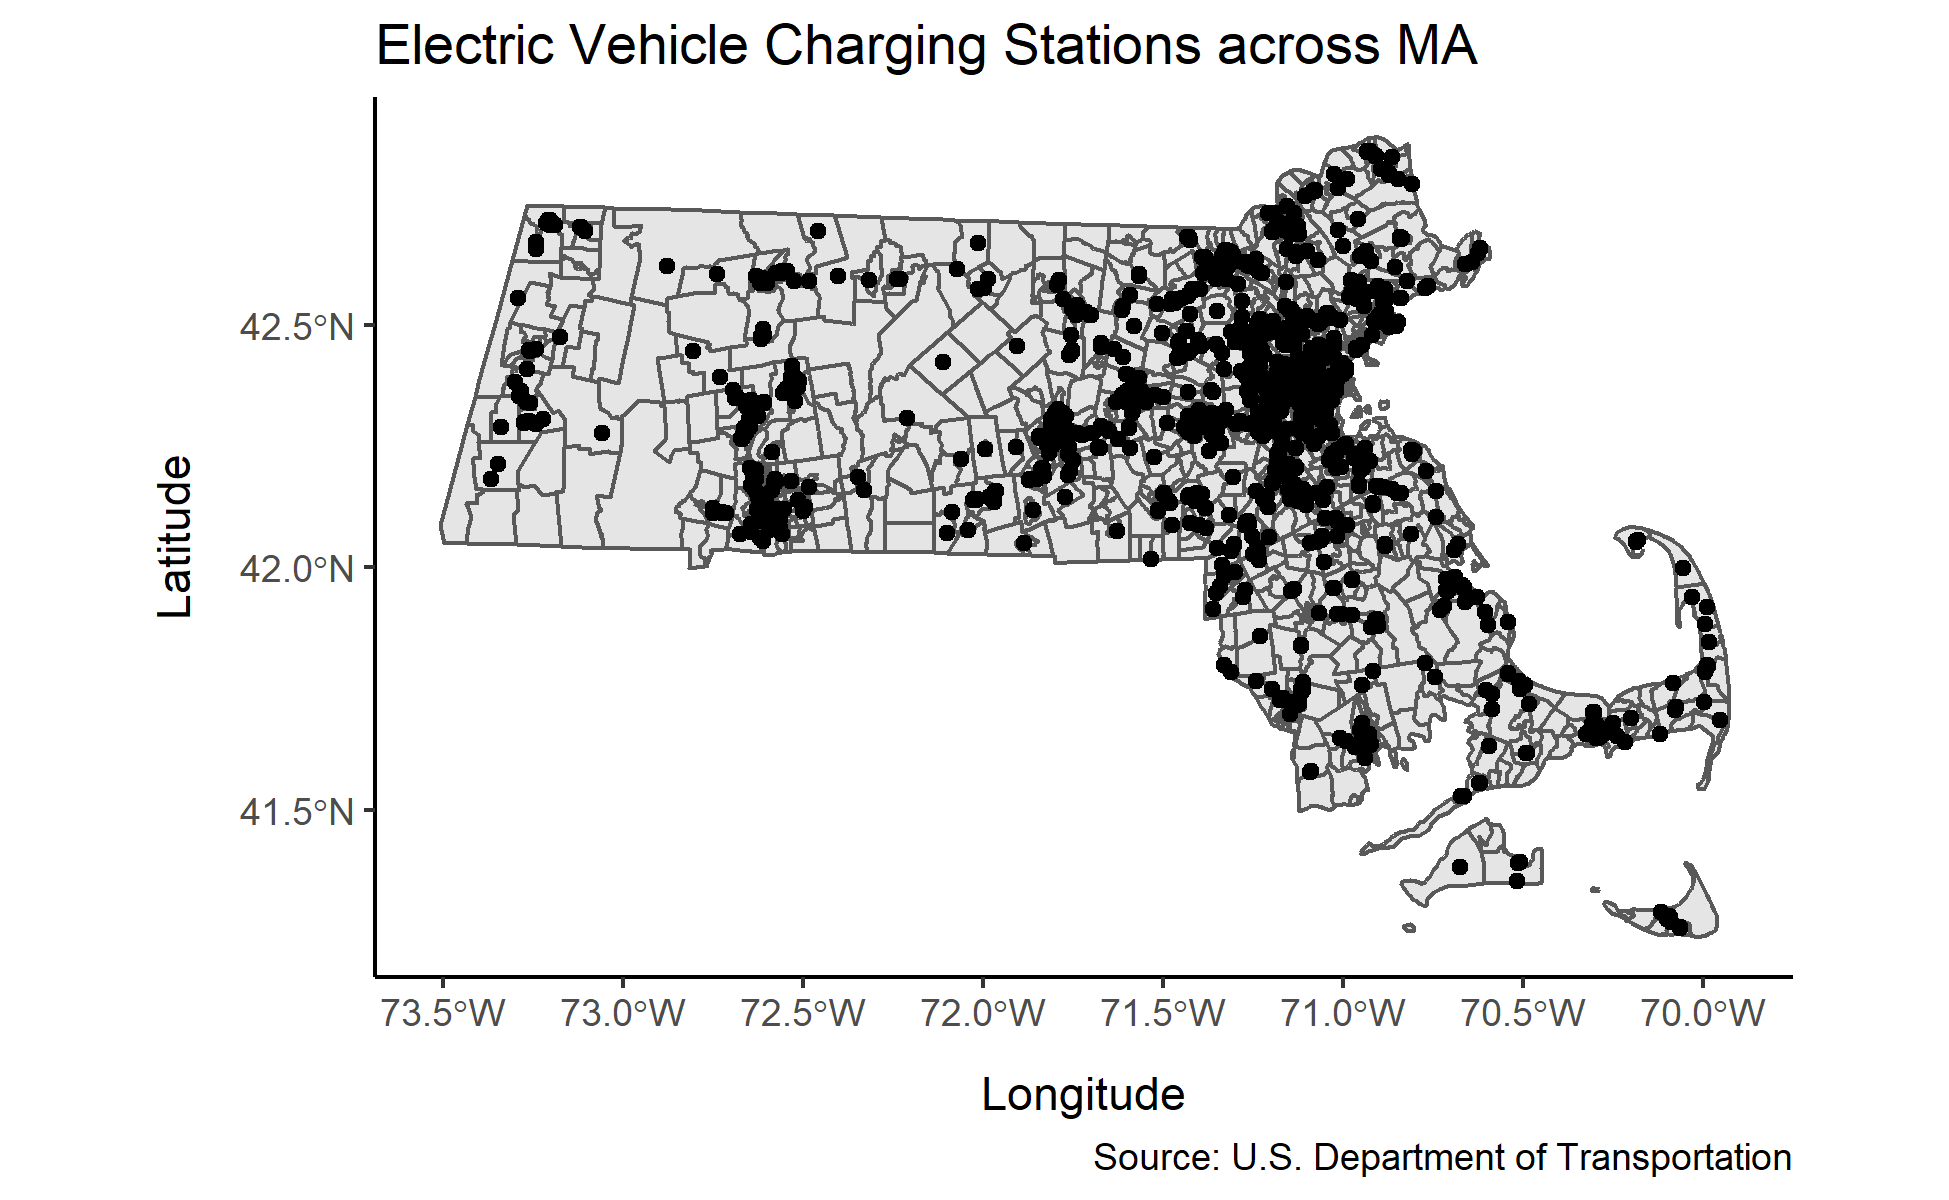 Electric Vehicle Charging Stations across MA
Latitude
42.5°N
42.0°N
41.5°N
73.5°W 73.0°W 72.5°W 72.0°W 71.5°W 71.0°W 70.5°W 70.0°W
Longitude
Source: U.S. Department of Transportation